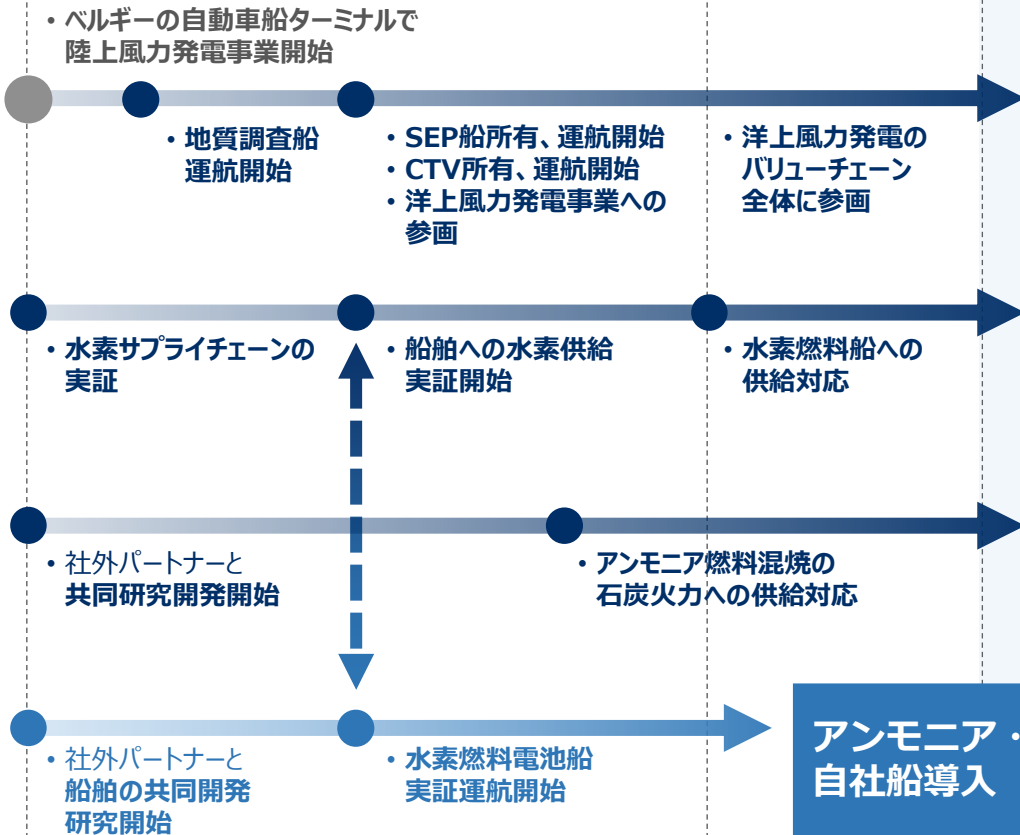 ・ベルギーの自動車船ターミナルで
陸上風力発電事業開始
・地質調査船
運航開始
・SEP船所有、運航開始
・CTV所有、運航開始
・洋上風力発電事業への
参画
・洋上風力発電の
バリューチェーン
全体に参画
・水素サプライチェーンの
実証
・船舶への水素供給
実証開始
・水素燃料船への
供給対応
・社外パートナーと
共同研究開発開始
・アンモニア燃料混焼の
石炭火力への供給対応
・社外パートナーと
船舶の共同開発
研究開始
・水素燃料電池船
実証運航開始
アンモニア・
自社船導入